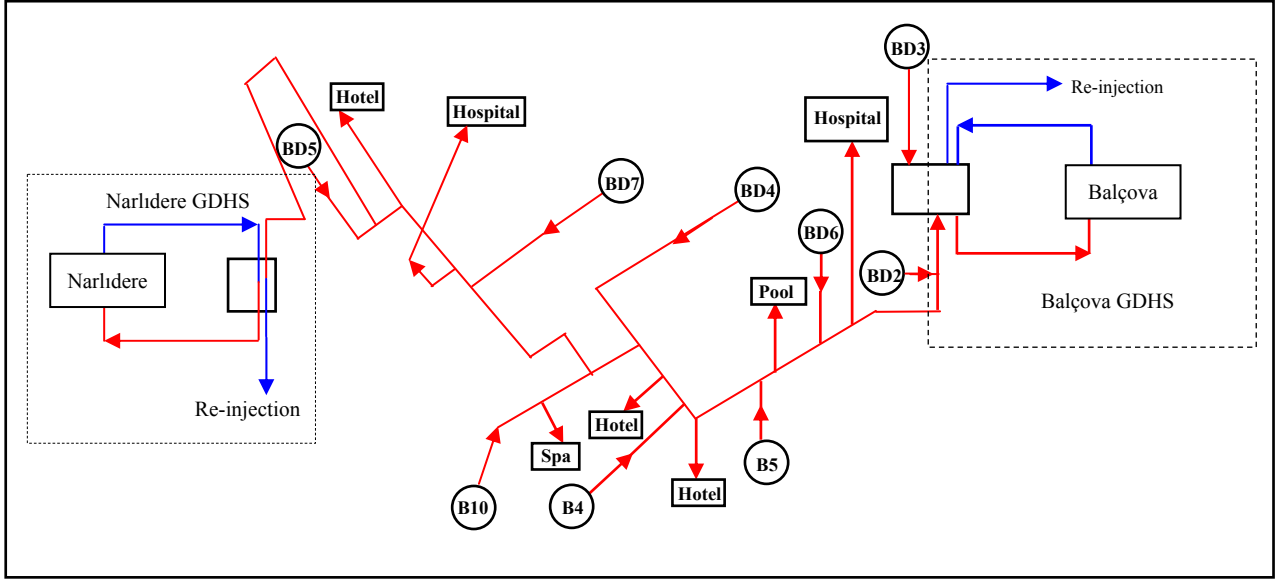 BD3
Re-injection
Hotel
Hospital
Hospital
BD5
BD7
BD4
Balçova
Narlıdere GDHS
BD6
Narlıdere
BD2
Pool
Balçova GDHS
Re-injection
Hotel
Spa
B5
Hotel
B10
B4